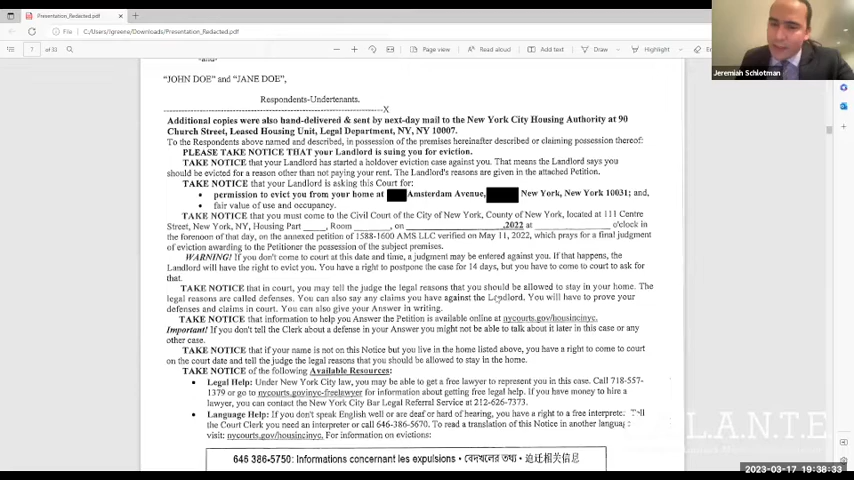 Presentation_Redacted.pdf
File
C:/Users/lgreene/Downloads/Presentation_Redacted.pdf
7 of 31
Page view
Read aloud
Add text
Draw
Highlight
Jeremiah Schlotman
-and-
"JOHN DOE" and "JANE DOE",
Respondents-Undertenants.
X
Additional copies were also hand-delivered & sent by next-day mail to the New York City Housing Authority at 90
Church Street, Leased Housing Unit, Legal Department, NY, NY 10007.
To the Respondents above named and described, in possession of the premises hereinafter described or claiming possession thereof:
PLEASE TAKE NOTICE THAT your Landlord is suing you for eviction.
TAKE NOTICE that your Landlord has started a holdover eviction case against you. That means the Landlord says you
should be evicted for a reason other than not paying your rent. The Landlord's reasons are given in the attached Petition.
TAKE NOTICE that your Landlord is asking this Court for:
• permission to evict you from your home at Amsterdam Avenue, New York, New York 10031; and,
• fair value of use and occupancy.
TAKE NOTICE that you must come to the Civil Court of the City of New York, County of New York, located at 111 Centre
Street, New York, NY, Housing Part _____, Room _______, on ____________________,2022 at _______________ o'clock in
the forenoon of that day, on the annexed petition of 1588-1600 AMS LLC verified on May 11, 2022, which prays for a final judgment
of eviction awarding to the Petitioner the possession of the subject premises.
WARNING! If you don't come to court at this date and time, a judgment may be entered against you. If that happens, the
Landlord will have the right to evict you. You have a right to postpone the case for 14 days, but you have to come to court to ask for
that.
TAKE NOTICE that in court, you may tell the judge the legal reasons that you should be allowed to stay in your home. The
legal reasons are called defenses. You can also say any claims you have against the Landlord. You will have to prove your
defenses and claims in court. You can also give your Answer in writing.
TAKE NOTICE that information to help you Answer the Petition is available online at nycourts.gov/housingnyc.
Important! If you don't tell the Clerk about a defense in your Answer you might not be able to talk about it later in this case or any
other case.
TAKE NOTICE that if your name is not on this Notice but you live in the home listed above, you have a right to come to court
on the court date and tell the judge the legal reasons that you should be allowed to stay in the home.
TAKE NOTICE of the following Available Resources:
▪ Legal Help: Under New York City law, you may be able to get a free lawyer to represent you in this case. Call 718-557-
1379 or go to nycourts.gov/nyc-freelawyer for information about getting free legal help. If you have money to hire a
lawyer, you can contact the New York City Bar Legal Referral Service at 212-626-7373.
▪ Language Help: If you don't speak English well or are deaf or hard of hearing, you have a right to a free interpreter. Tell
the Court Clerk you need an interpreter or call 646-386-5670. To read a translation of this Notice in another language
visit: nycourts.gov/housingnyc. For information on evictions:
646 386-5750: Informations concernant les expulsions • বেদখলের তথ্য • 迫迁相关信息
L.A.N.T.E
2023-03-17 19:38:33